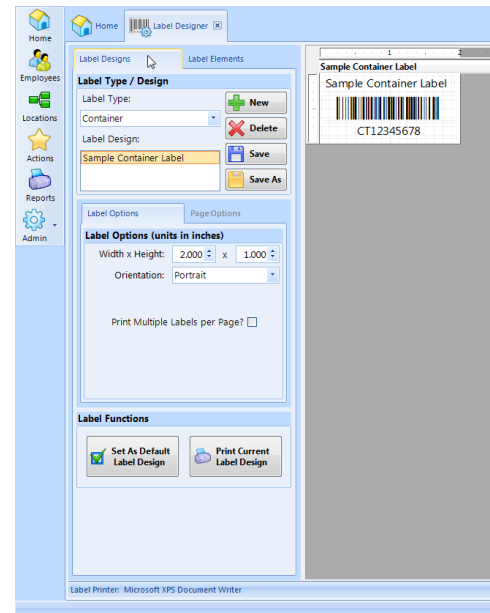 Home
Employees
Locations
Actions
Reports
Admin
Home
Label Designer
Label Designs
Label Elements
Label Type / Design
Label Type:
Container
Label Design:
Sample Container Label
New
Delete
Save
Save As
Label Options
Page Options
Label Options (units in inches)
Width x Height: 2.000 x 1.000
Orientation: Portrait
Print Multiple Labels per Page?
Label Functions
Set As Default
Label Design
Print Current
Label Design
Label Printer: Microsoft XPS Document Writer
1 2
Sample Container Label
Sample Container Label
CT12345678